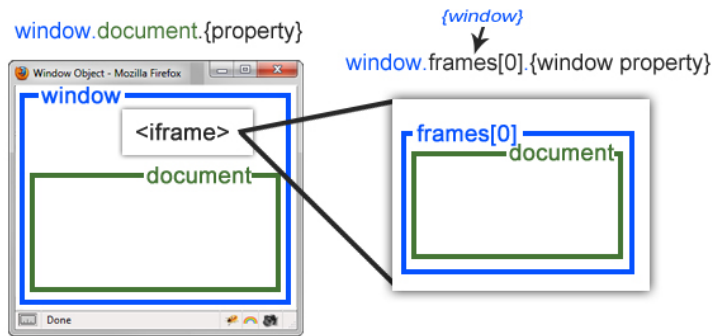 window.document.{property}
{window}
window.frames[0].{window property}
Window Object - Mozilla Firefox
window
<iframe>
document
frames[0]
document
Done